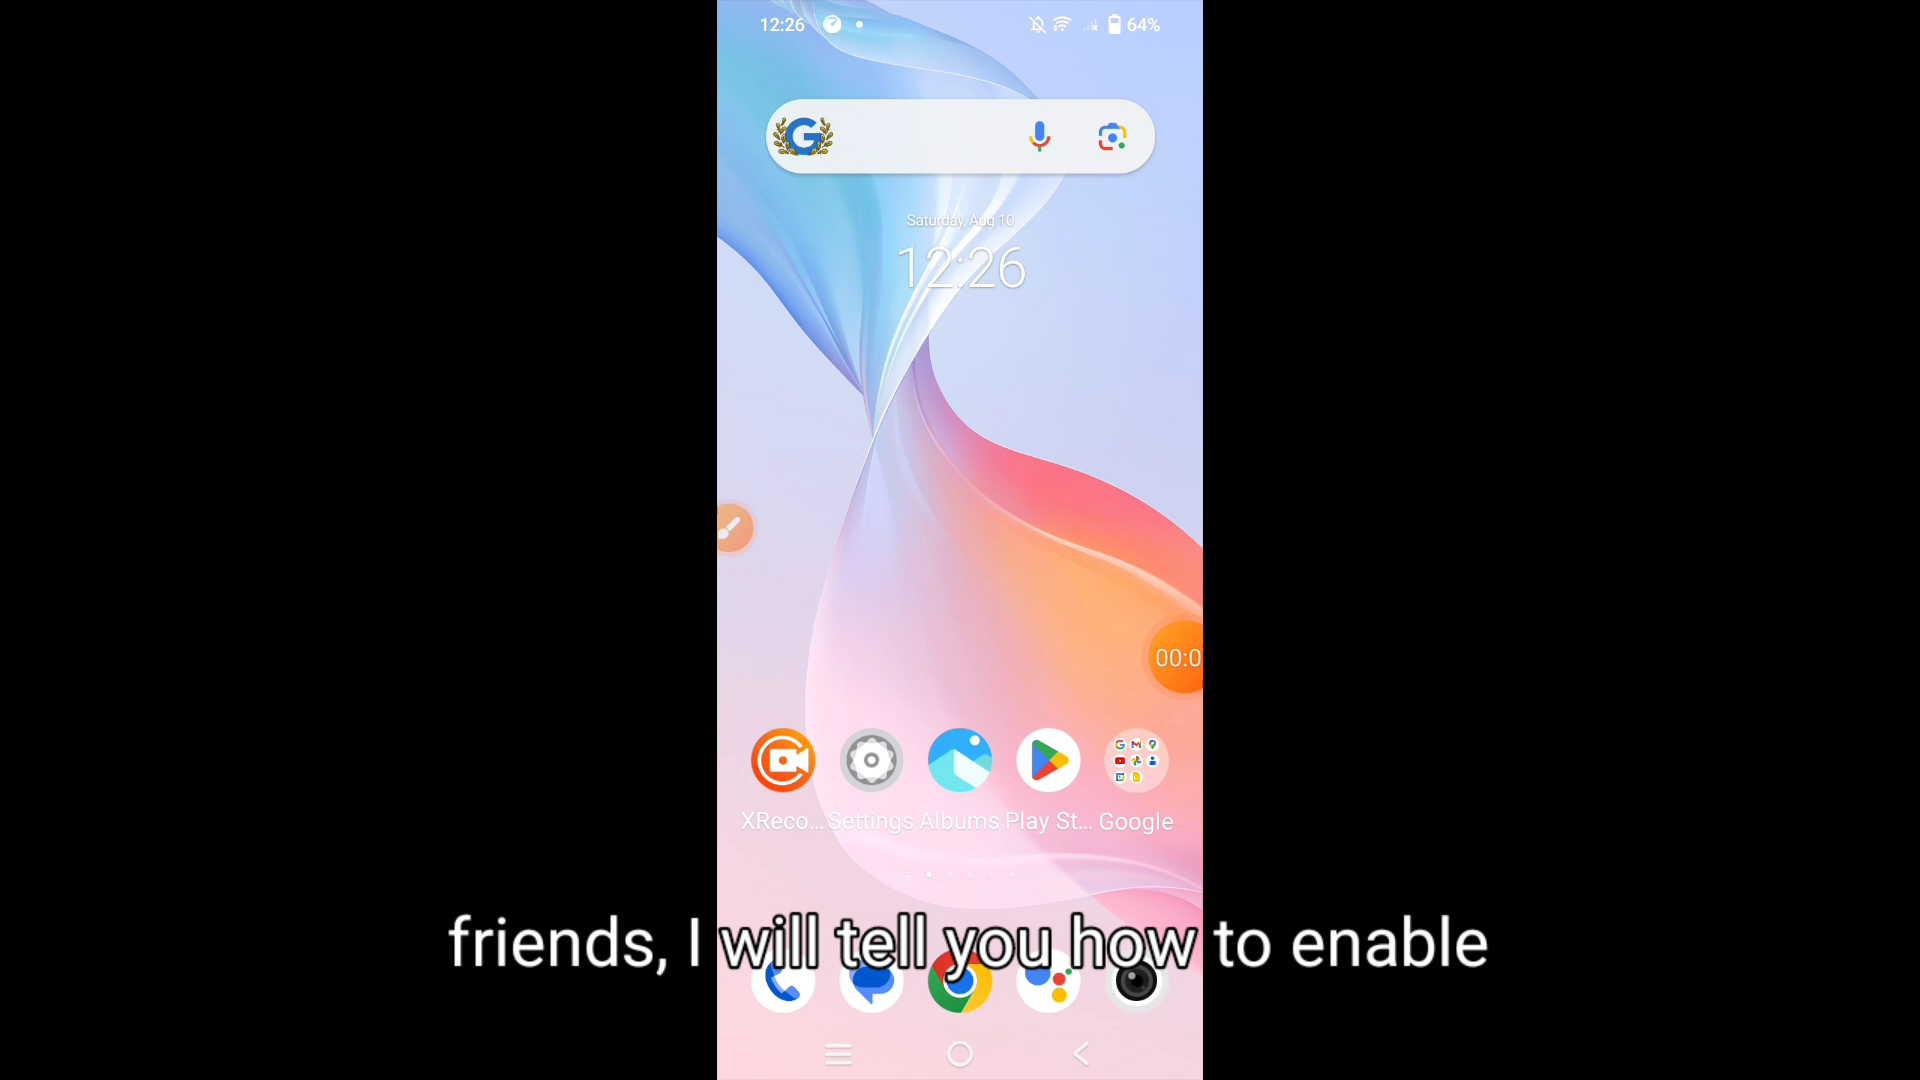 12:26
64%
Saturday, Aug 10
12:26
00:0
XReco... Settings Albums Play St... Google
friends, I will tell you how to enable